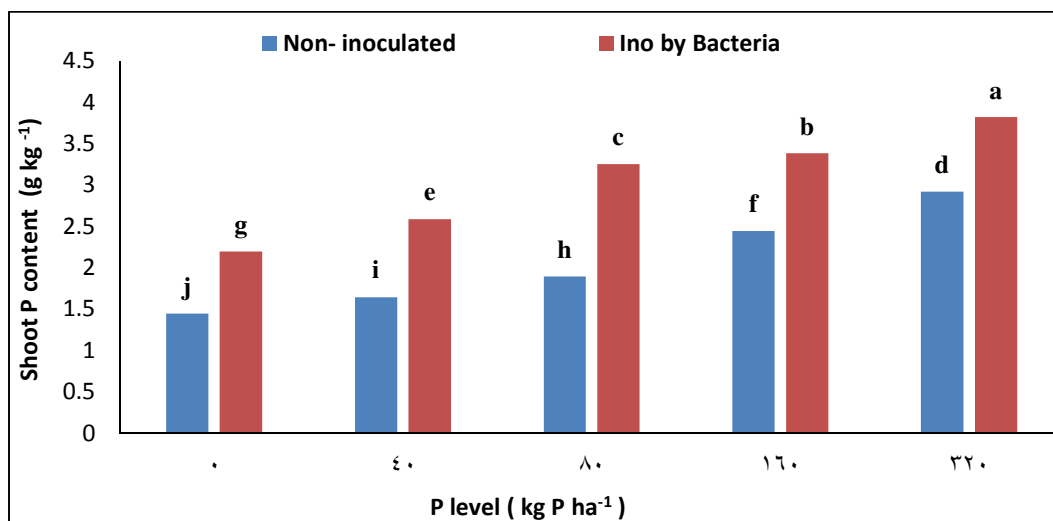 Non- inoculated Ino by Bacteria
Shoot P content (g kg⁻¹)
4.5
4
3.5
3
2.5
2
1.5
1
0.5
0
j g i e h c f b d a
٠ ٤٠ ٨٠ ١٦٠ ٣٢٠
P level ( kg P ha⁻¹)